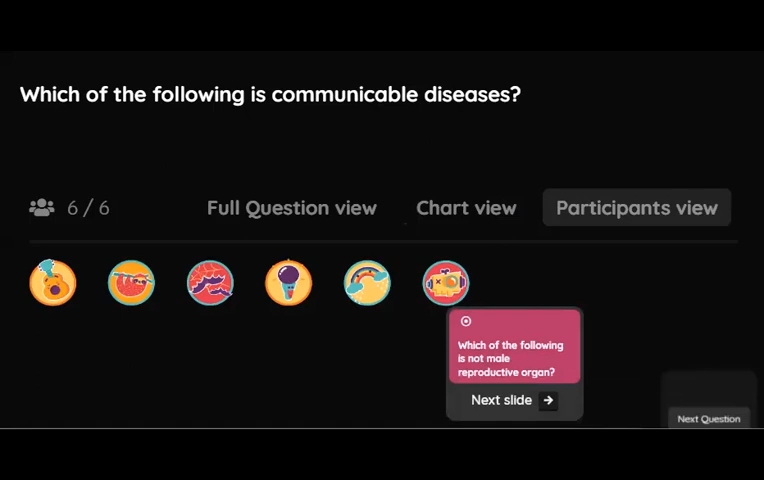 Which of the following is communicable diseases?
6 / 6 Full Question view Chart view Participants view
Which of the following
is not male
reproductive organ?
Next slide →
Next Question